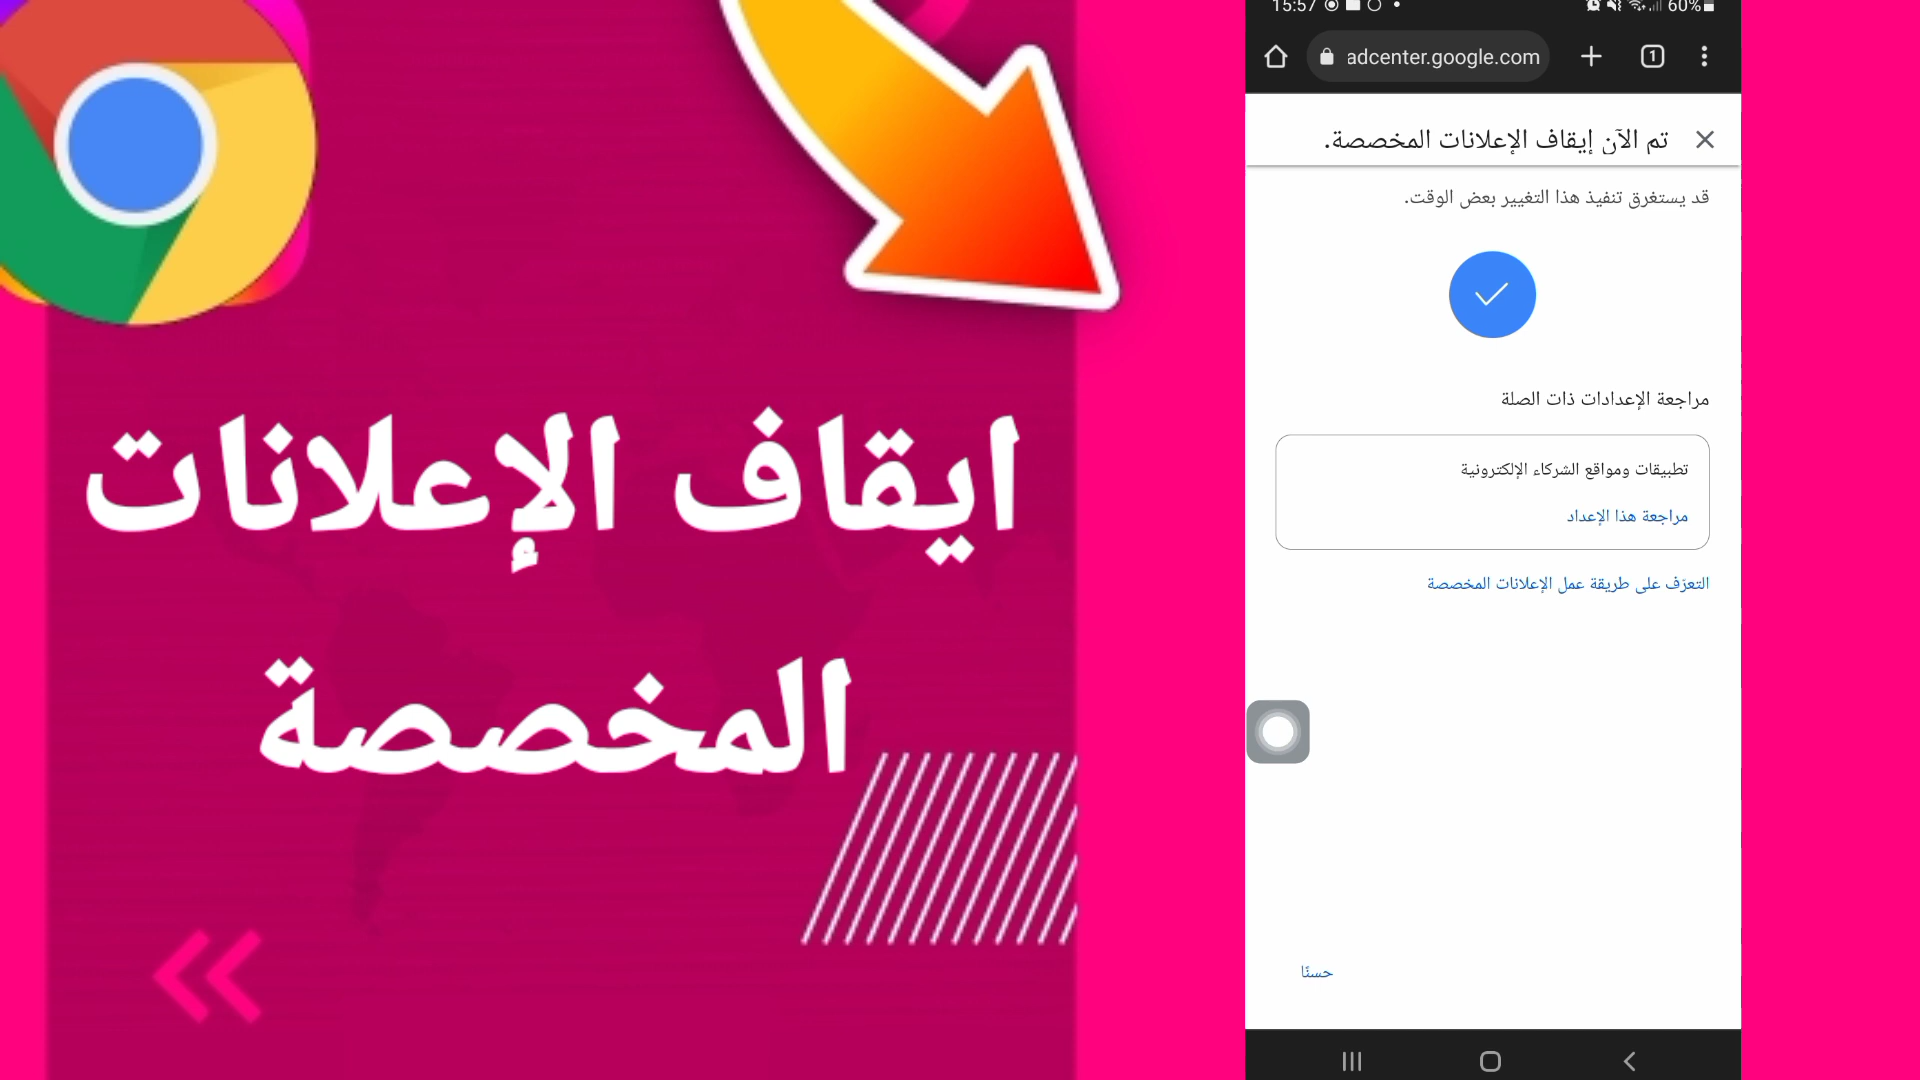 ايقاف الإعلانات
المخصصة
15:57
60%
adcenter.google.com
1
تم الآن إيقاف الإعلانات المخصصة.
قد يستغرق تنفيذ هذا التغيير بعض الوقت.
مراجعة الإعدادات ذات الصلة
تطبيقات ومواقع الشركاء الإلكترونية
مراجعة هذا الإعداد
التعرّف على طريقة عمل الإعلانات المخصصة
حسنًا